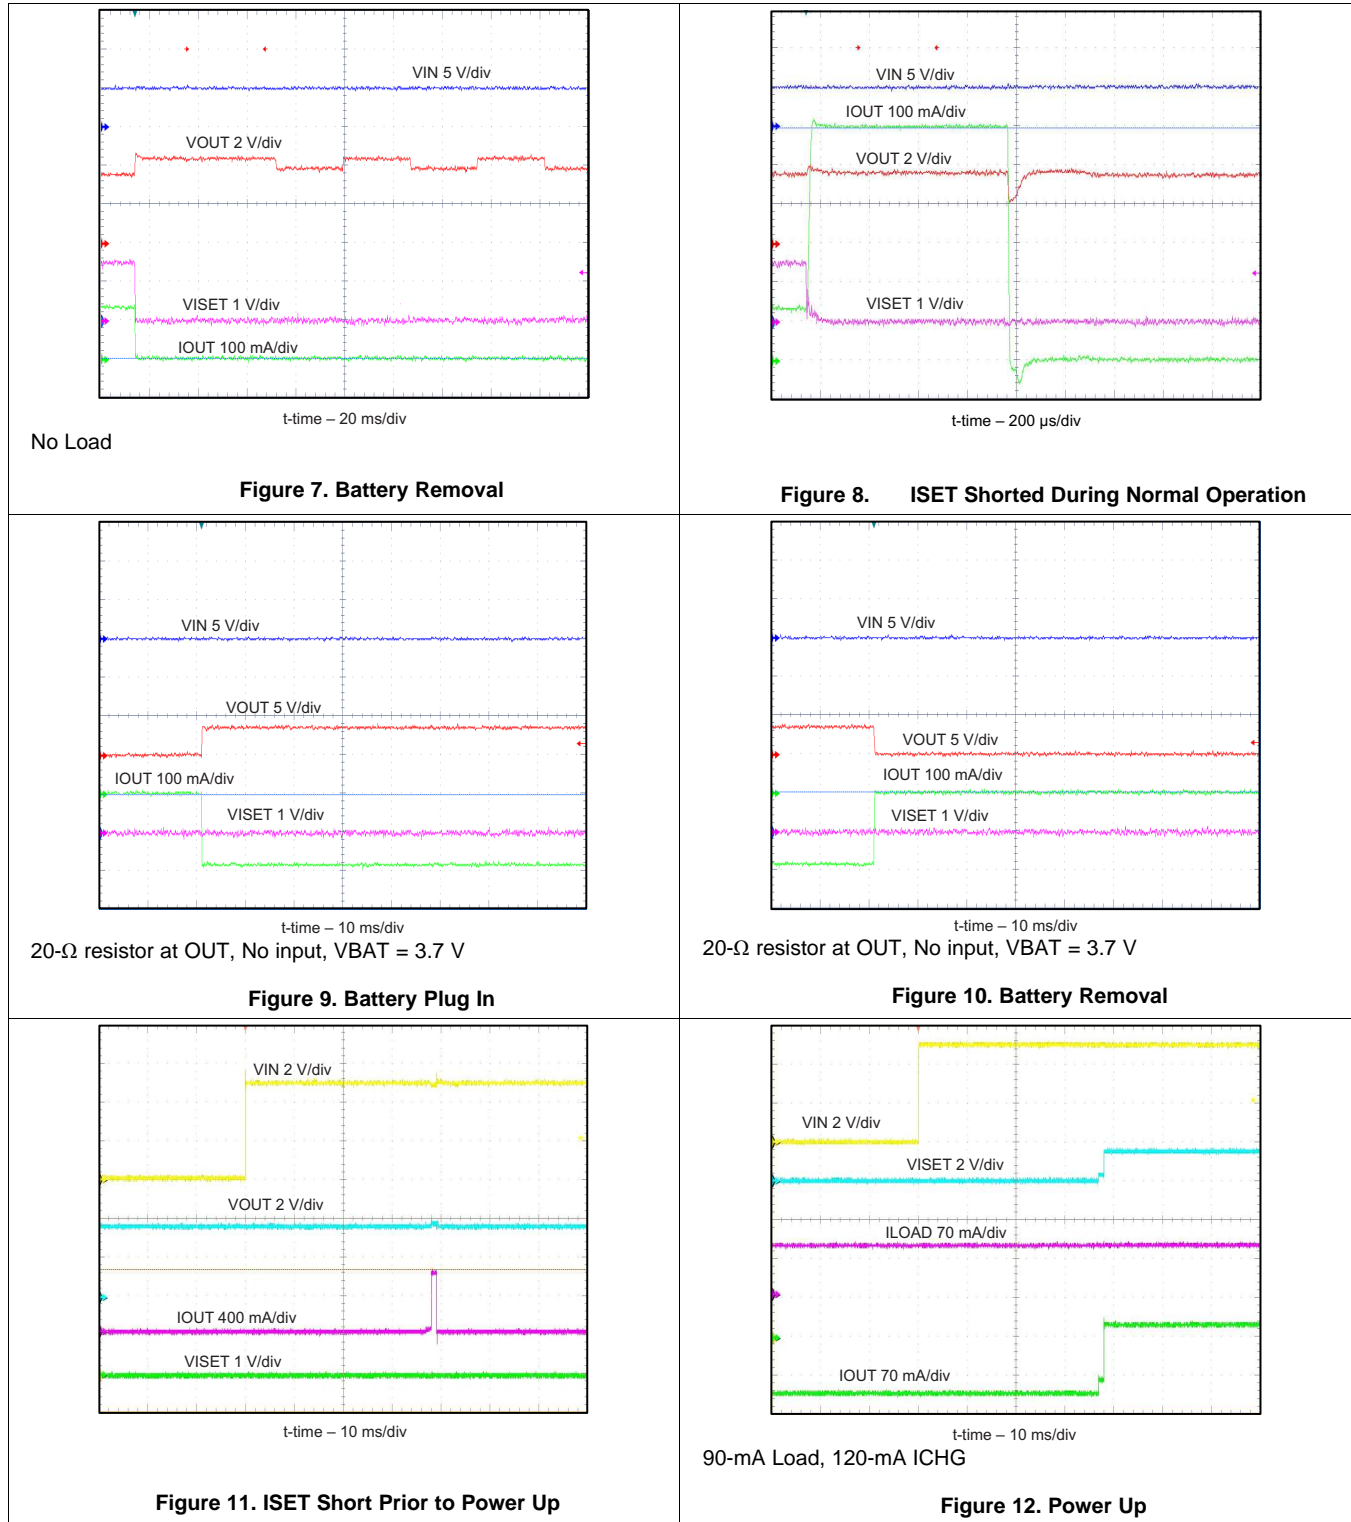 VIN 5 V/div
VOUT 2 V/div
VISET 1 V/div
IOUT 100 mA/div
t-time – 20 ms/div
No Load
Figure 7. Battery Removal
VIN 5 V/div
IOUT 100 mA/div
VOUT 2 V/div
VISET 1 V/div
t-time – 200 µs/div
Figure 8. ISET Shorted During Normal Operation
VIN 5 V/div
VOUT 5 V/div
IOUT 100 mA/div
VISET 1 V/div
t-time – 10 ms/div
20-Ω resistor at OUT, No input, VBAT = 3.7 V
Figure 9. Battery Plug In
VIN 5 V/div
VOUT 5 V/div
IOUT 100 mA/div
VISET 1 V/div
t-time – 10 ms/div
20-Ω resistor at OUT, No input, VBAT = 3.7 V
Figure 10. Battery Removal
VIN 2 V/div
VOUT 2 V/div
IOUT 400 mA/div
VISET 1 V/div
t-time – 10 ms/div
Figure 11. ISET Short Prior to Power Up
VIN 2 V/div
VISET 2 V/div
ILOAD 70 mA/div
IOUT 70 mA/div
t-time – 10 ms/div
90-mA Load, 120-mA ICHG
Figure 12. Power Up